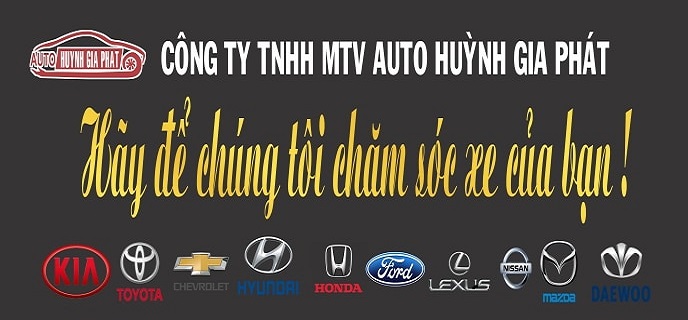 AUTO HUỲNH GIA PHÁT
CÔNG TY TNHH MTV AUTO HUỲNH GIA PHÁT
Hãy để chúng tôi chăm sóc xe của bạn !
KIA
TOYOTA
CHEVROLET
HYUNDAI
HONDA
Ford
LEXUS
NISSAN
mazda
DAEWOO